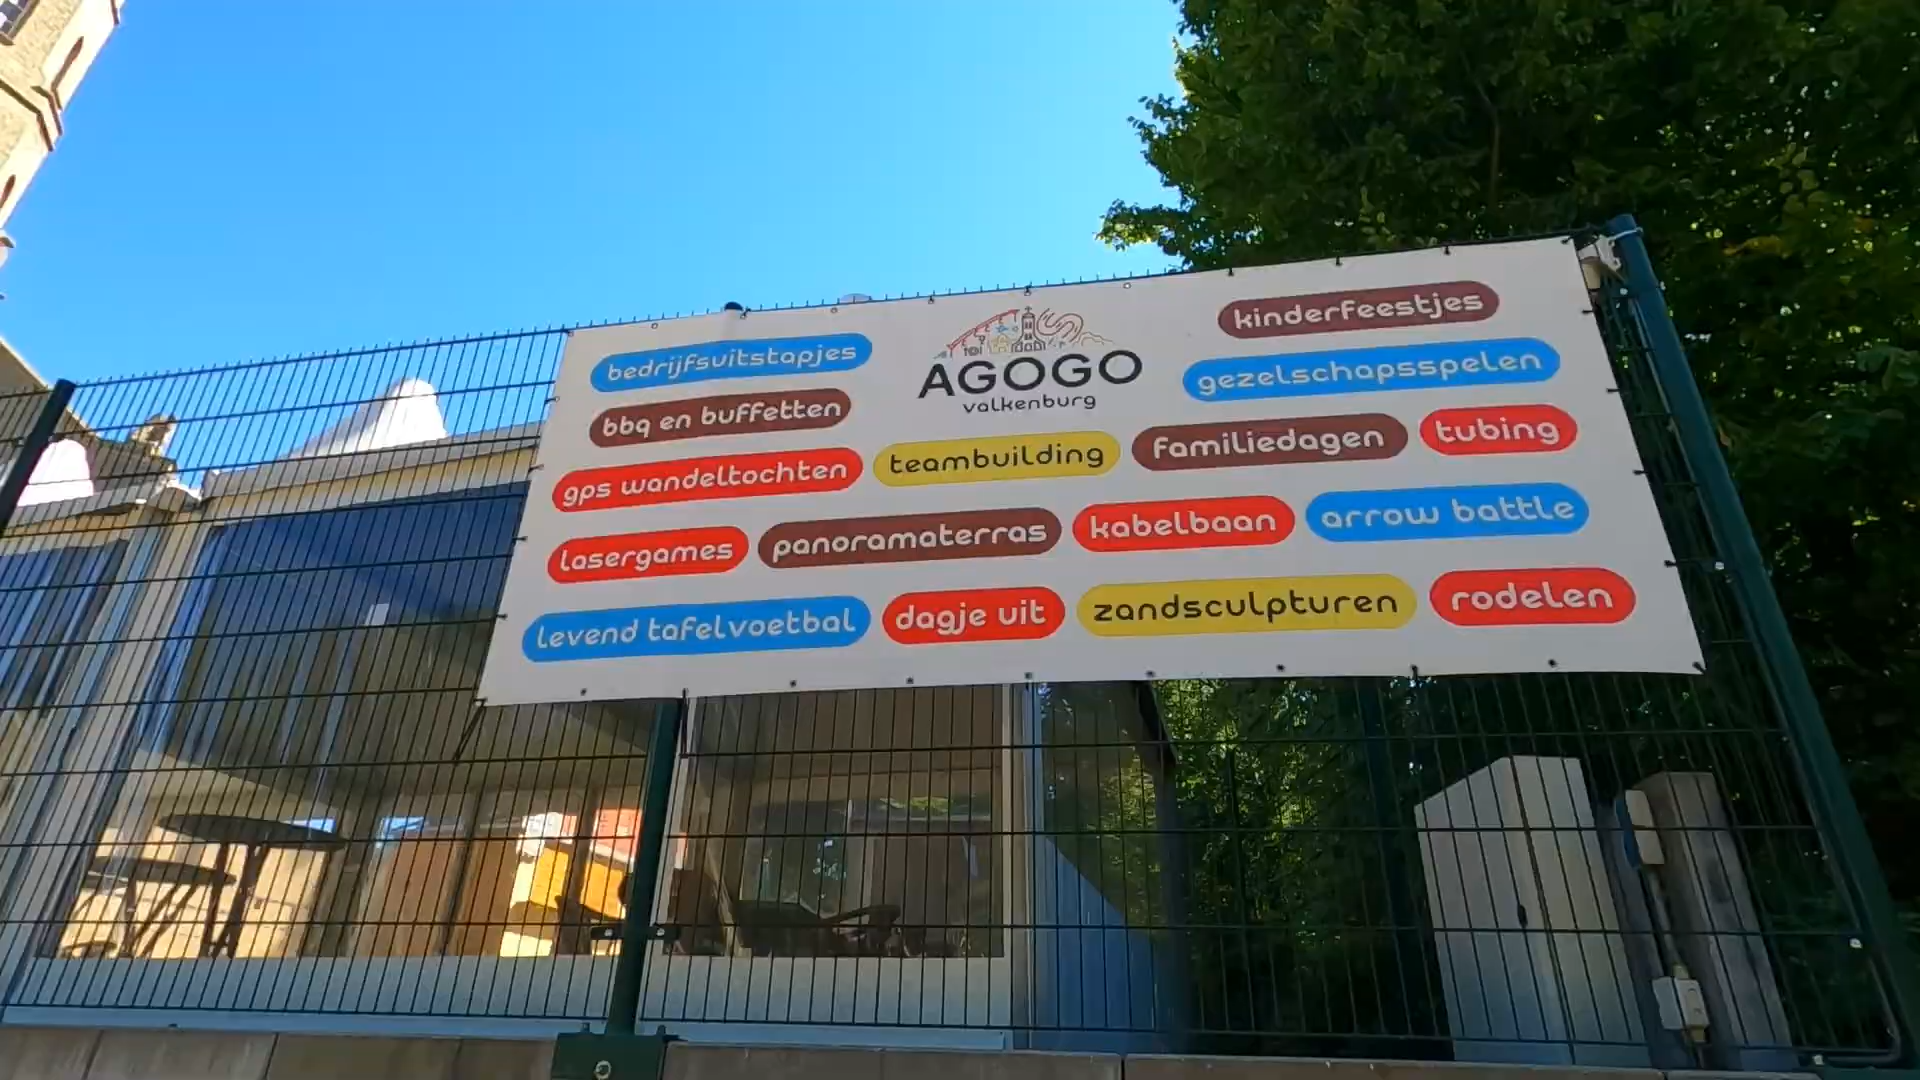 AGOGO
valkenburg
kinderfeestjes
bedrijfsuitstapjes
gezelschapsspelen
bbq en buffetten
gps wandeltochten teambuilding familiedagen tubing
lasergames panoramaterras kabelbaan arrow battle
levend tafelvoetbal dagje uit zandsculpturen rodelen